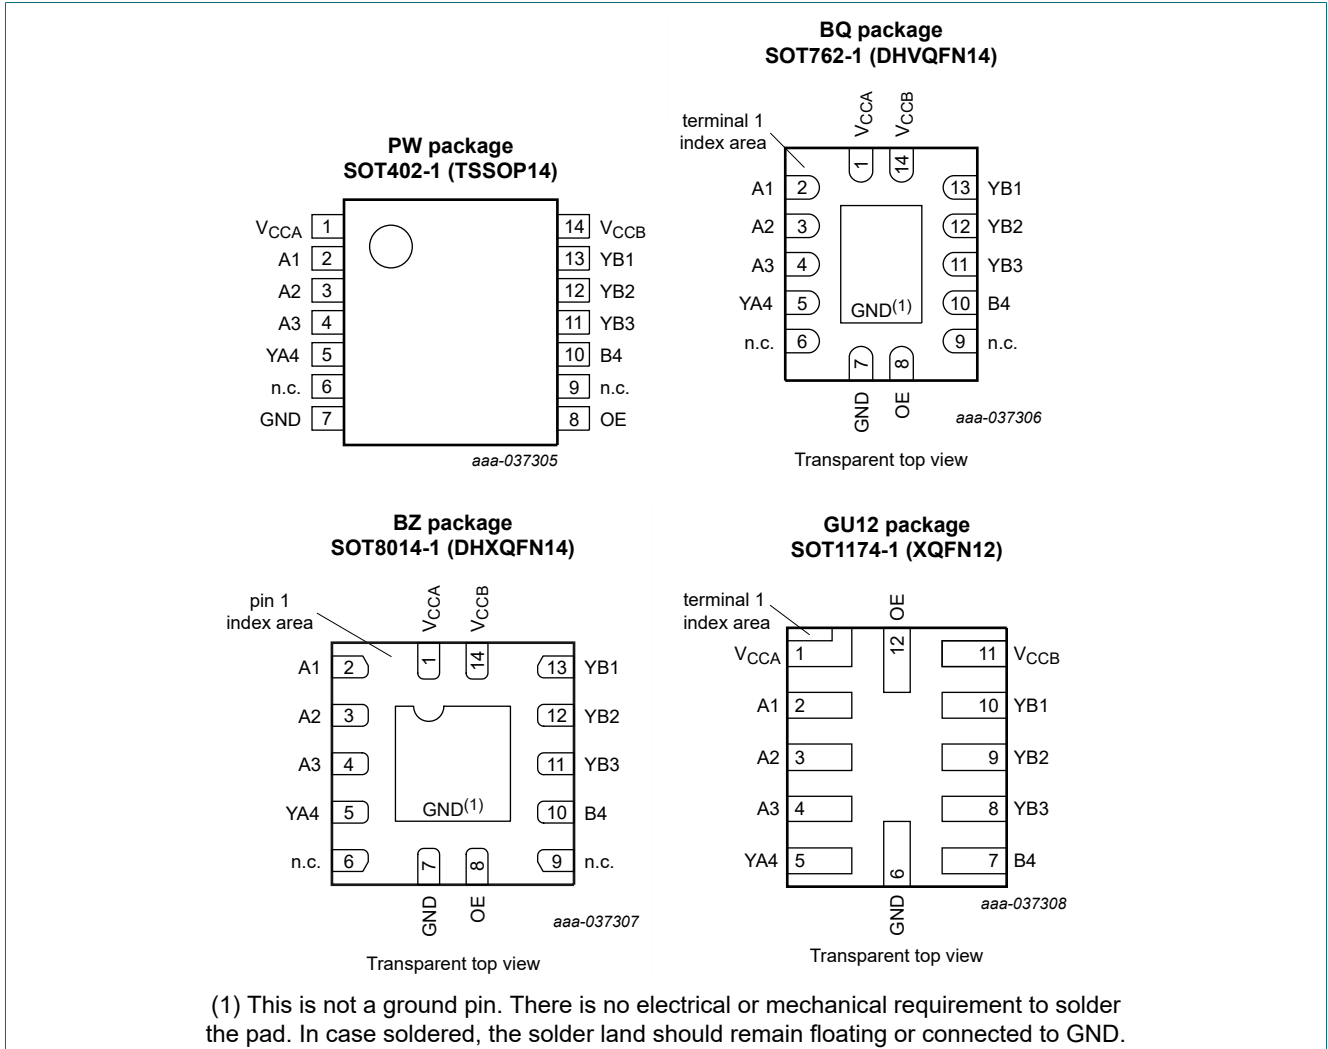 PW package
SOT402-1 (TSSOP14)
VCCA 1
14 VCCB
A1 2
13 YB1
A2 3
12 YB2
A3 4
11 YB3
YA4 5
10 B4
n.c. 6
9 n.c.
GND 7
8 OE
aaa-037305
BQ package
SOT762-1 (DHVQFN14)
terminal 1
index area
VCCA
VCCB
1
14
A1 2
13 YB1
A2 3
12 YB2
A3 4
11 YB3
YA4 5
GND(1)
10 B4
n.c. 6
9 n.c.
7
8
GND
OE
aaa-037306
Transparent top view
BZ package
SOT8014-1 (DHXQFN14)
pin 1
index area
VCCA
VCCB
1
14
A1 2
13 YB1
A2 3
12 YB2
A3 4
11 YB3
YA4 5
GND(1)
10 B4
n.c. 6
9 n.c.
7
8
GND
OE
aaa-037307
Transparent top view
GU12 package
SOT1174-1 (XQFN12)
terminal 1
index area
OE
12
VCCA 1
11 VCCB
A1 2
10 YB1
A2 3
9 YB2
A3 4
8 YB3
YA4 5
7 B4
6
GND
aaa-037308
Transparent top view
(1) This is not a ground pin. There is no electrical or mechanical requirement to solder
the pad. In case soldered, the solder land should remain floating or connected to GND.